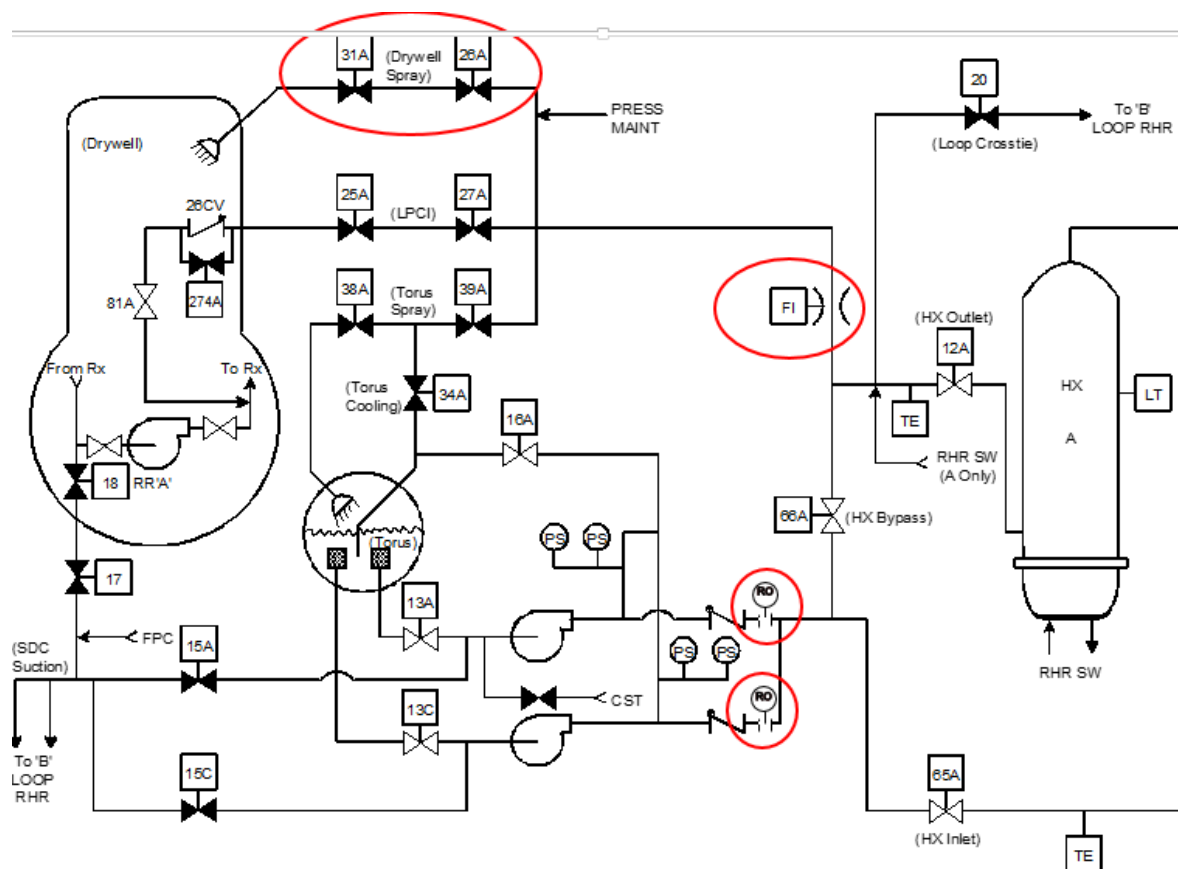 31A
(Drywell
Spray)
26A
20
PRESS
MAINT
To 'B'
LOOP RHR
(Loop Crosstie)
(Drywell)
26CV
25A
(LPCI)
27A
274A
81A
38A
(Torus
Spray)
39A
FI
(HX Outlet)
12A
From Rx
To Rx
(Torus
Cooling)
34A
16A
TE
HX
A
LT
RHR SW
(A Only)
18
RR'A'
66A
(HX Bypass)
(Torus)
PS
PS
17
13A
RO
FPC
(SDC
Suction)
15A
PS
PS
RHR SW
CST
RO
13C
To 'B'
LOOP
RHR
15C
65A
(HX Inlet)
TE